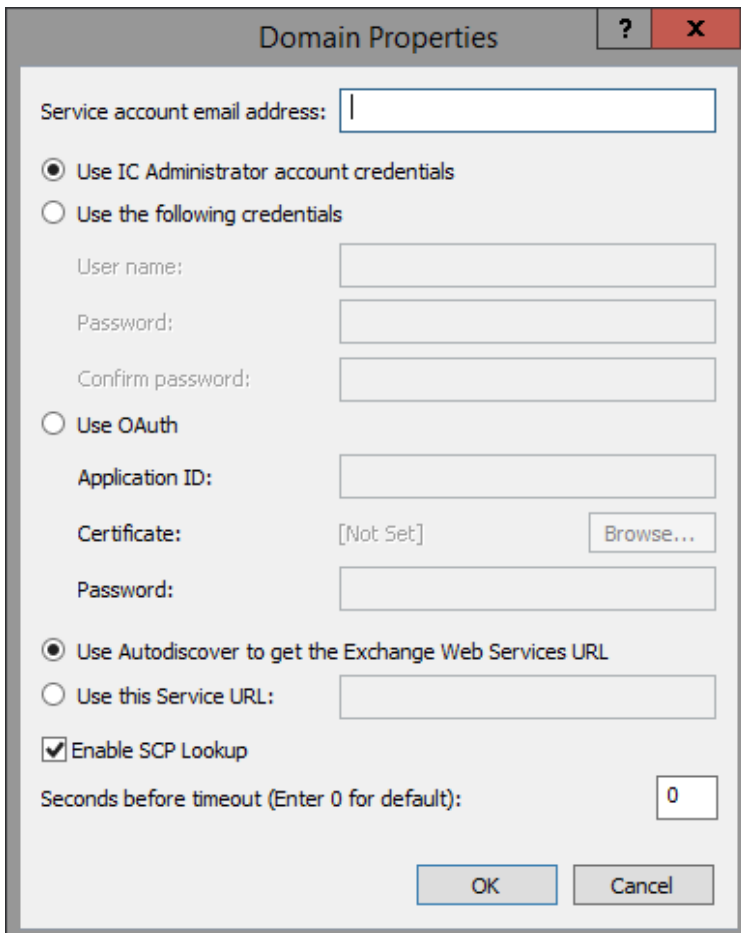 Domain Properties ? x
Service account email address:
Use IC Administrator account credentials
Use the following credentials
User name:
Password:
Confirm password:
Use OAuth
Application ID:
Certificate: [Not Set] Browse...
Password:
Use Autodiscover to get the Exchange Web Services URL
Use this Service URL:
Enable SCP Lookup
Seconds before timeout (Enter 0 for default): 0
OK Cancel